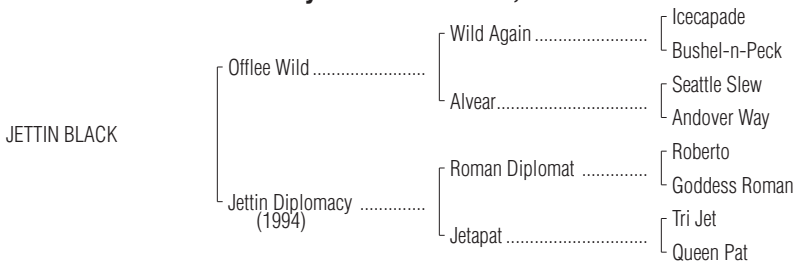 Icecapade
Wild Again
Bushel-n-Peck
Offlee Wild
Seattle Slew
Alvear
Andover Way
JETTIN BLACK
Roberto
Roman Diplomat
Goddess Roman
Jettin Diplomacy
(1994)
Tri Jet
Jetapat
Queen Pat